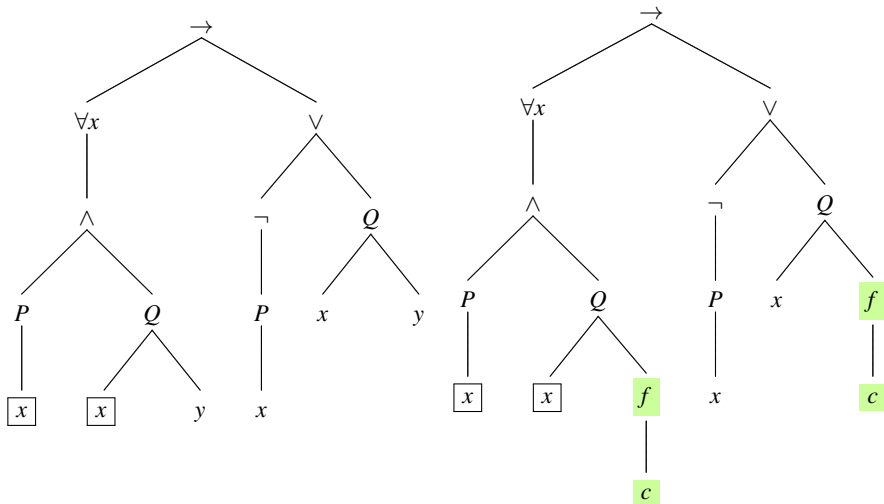 → →
∀x ∨ ∀x ∨
∧ ¬ Q ∧ ¬ Q
P Q P x y P Q P x f
x x y x x x f x c
c